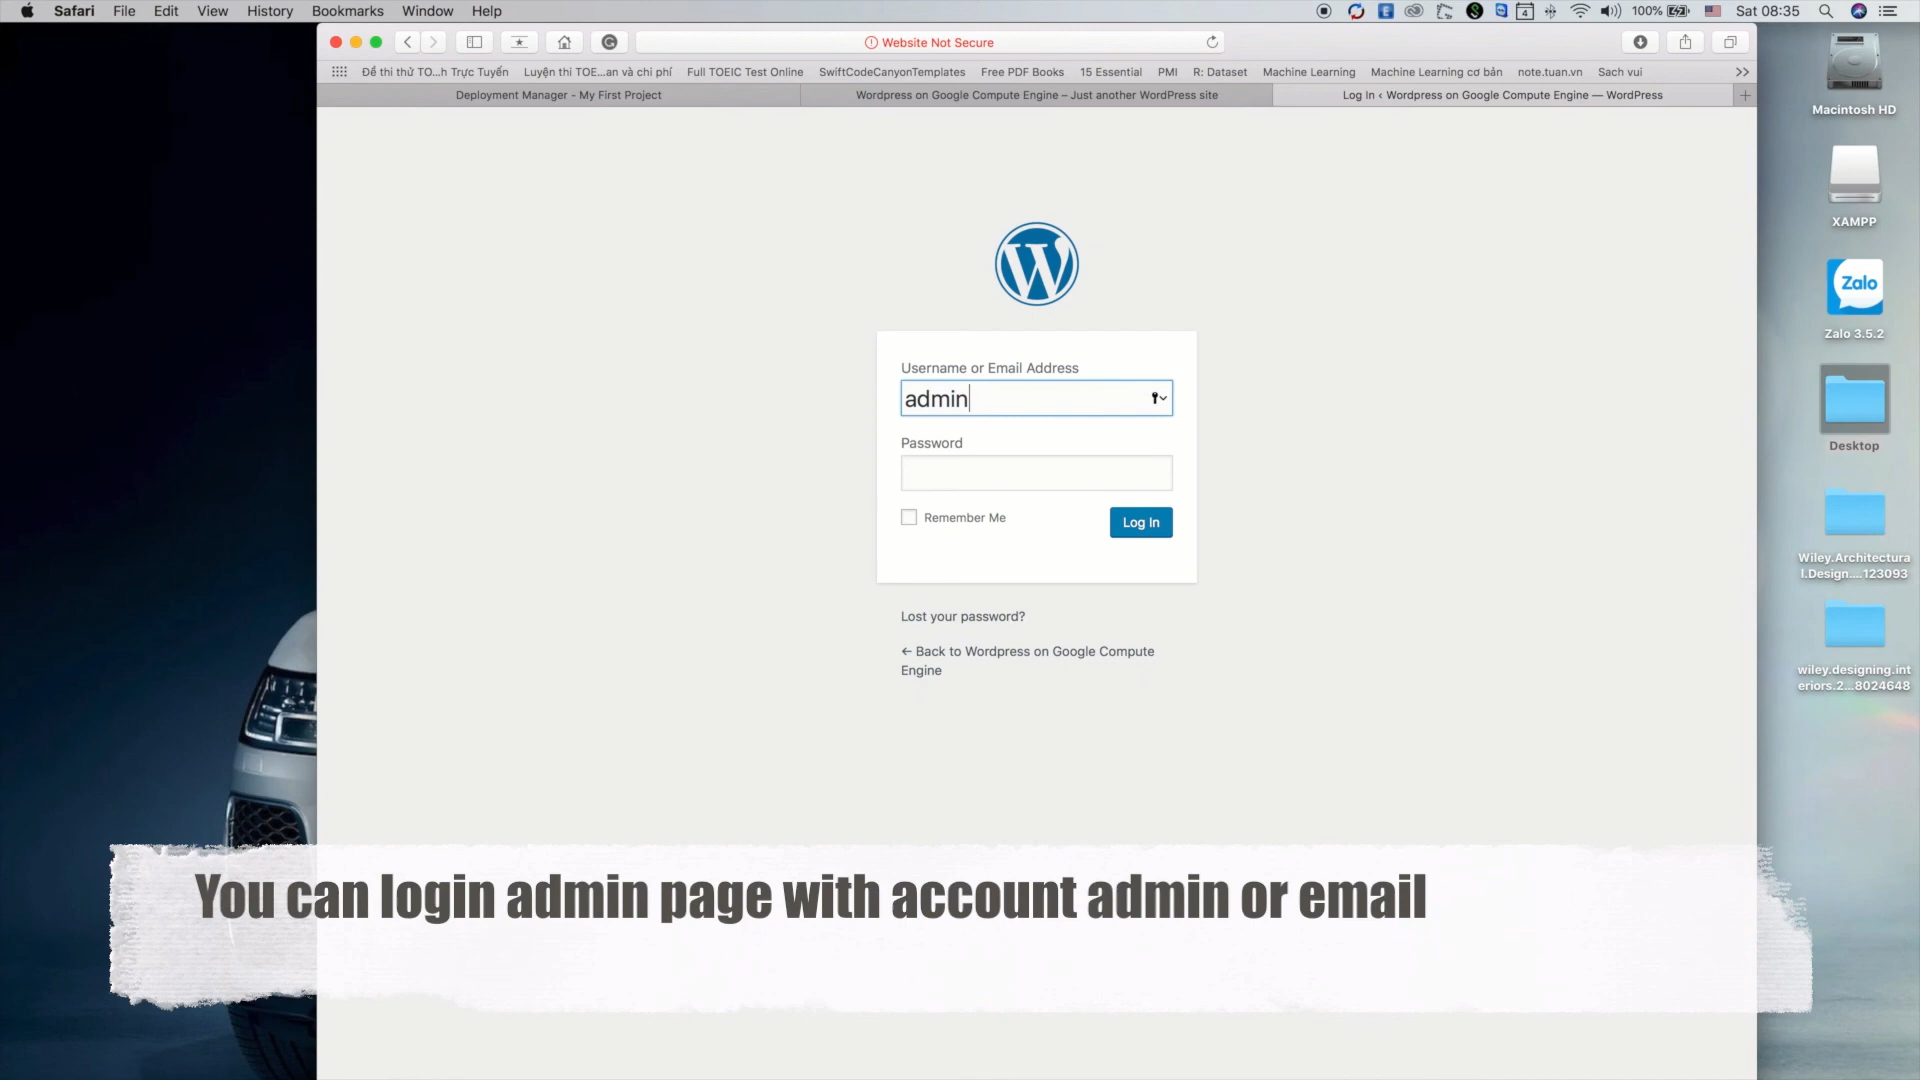 Safari File Edit View History Bookmarks Window Help
4 100% Sat 08:35
Website Not Secure
Đề thi thử TO...h Trực Tuyến Luyện thi TOE...an và chi phí Full TOEIC Test Online SwiftCodeCanyonTemplates Free PDF Books 15 Essential PMI R: Dataset Machine Learning Machine Learning cơ bản note.tuan.vn Sach vui
Deployment Manager - My First Project
Wordpress on Google Compute Engine – Just another WordPress site
Log In ‹ Wordpress on Google Compute Engine — WordPress
Username or Email Address
admin
Password
Remember Me
Log In
Lost your password?
← Back to Wordpress on Google Compute
Engine
Macintosh HD
XAMPP
Zalo
Zalo 3.5.2
Desktop
Wiley.Architectura
l.Design....123093
wiley.designing.int
eriors.2...8024648
You can login admin page with account admin or email